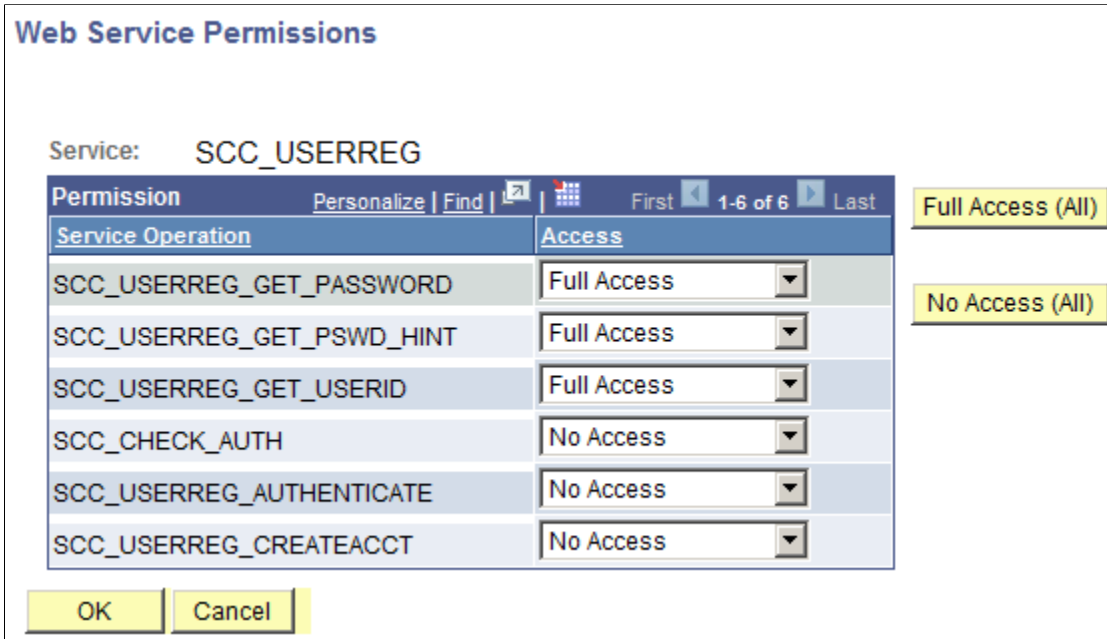 Web Service Permissions
Service: SCC_USERREG
Permission Personalize | Find | | First 1-6 of 6 Last
Full Access (All)
Service Operation Access
SCC_USERREG_GET_PASSWORD Full Access
No Access (All)
SCC_USERREG_GET_PSWD_HINT Full Access
SCC_USERREG_GET_USERID Full Access
SCC_CHECK_AUTH No Access
SCC_USERREG_AUTHENTICATE No Access
SCC_USERREG_CREATEACCT No Access
OK Cancel